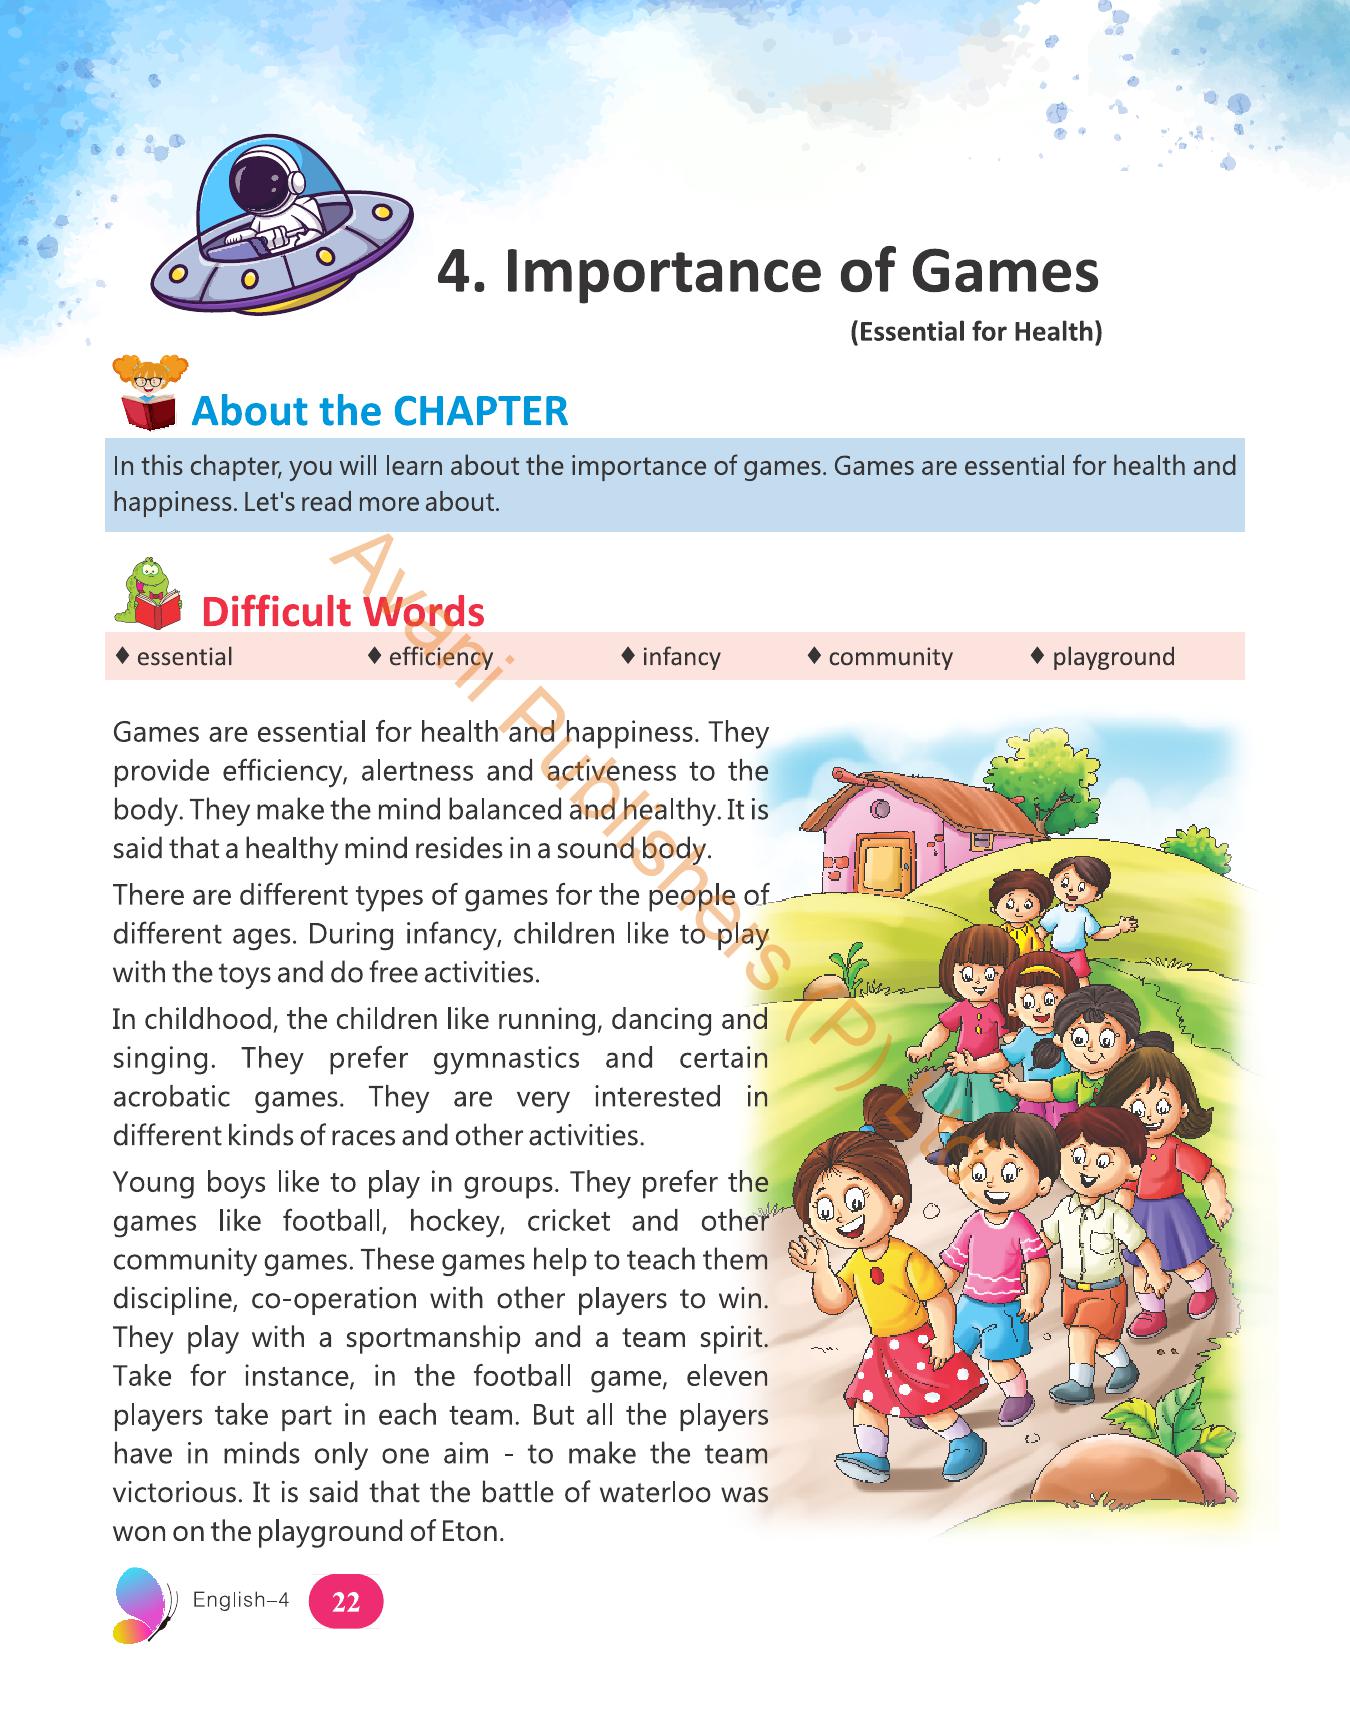 4. Importance of Games
(Essential for Health)
About the CHAPTER
In this chapter, you will learn about the importance of games. Games are essential for health and
happiness. Let's read more about.
Difficult Words
♦ essential ♦ efficiency ♦ infancy ♦ community ♦ playground
Games are essential for health and happiness. They
provide efficiency, alertness and activeness to the
body. They make the mind balanced and healthy. It is
said that a healthy mind resides in a sound body.
There are different types of games for the people of
different ages. During infancy, children like to play
with the toys and do free activities.
In childhood, the children like running, dancing and
singing. They prefer gymnastics and certain
acrobatic games. They are very interested in
different kinds of races and other activities.
Young boys like to play in groups. They prefer the
games like football, hockey, cricket and other
community games. These games help to teach them
discipline, co-operation with other players to win.
They play with a sportmanship and a team spirit.
Take for instance, in the football game, eleven
players take part in each team. But all the players
have in minds only one aim - to make the team
victorious. It is said that the battle of waterloo was
won on the playground of Eton.
Avani Publishers (P) Ltd
English–4 22